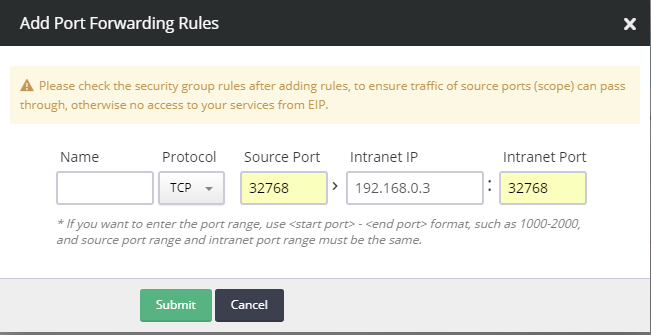 Add Port Forwarding Rules
Please check the security group rules after adding rules, to ensure traffic of source ports (scope) can pass
through, otherwise no access to your services from EIP.
Name Protocol Source Port Intranet IP Intranet Port
TCP 32768 > 192.168.0.3 : 32768
* If you want to enter the port range, use <start port> - <end port> format, such as 1000-2000,
and source port range and intranet port range must be the same.
Submit Cancel